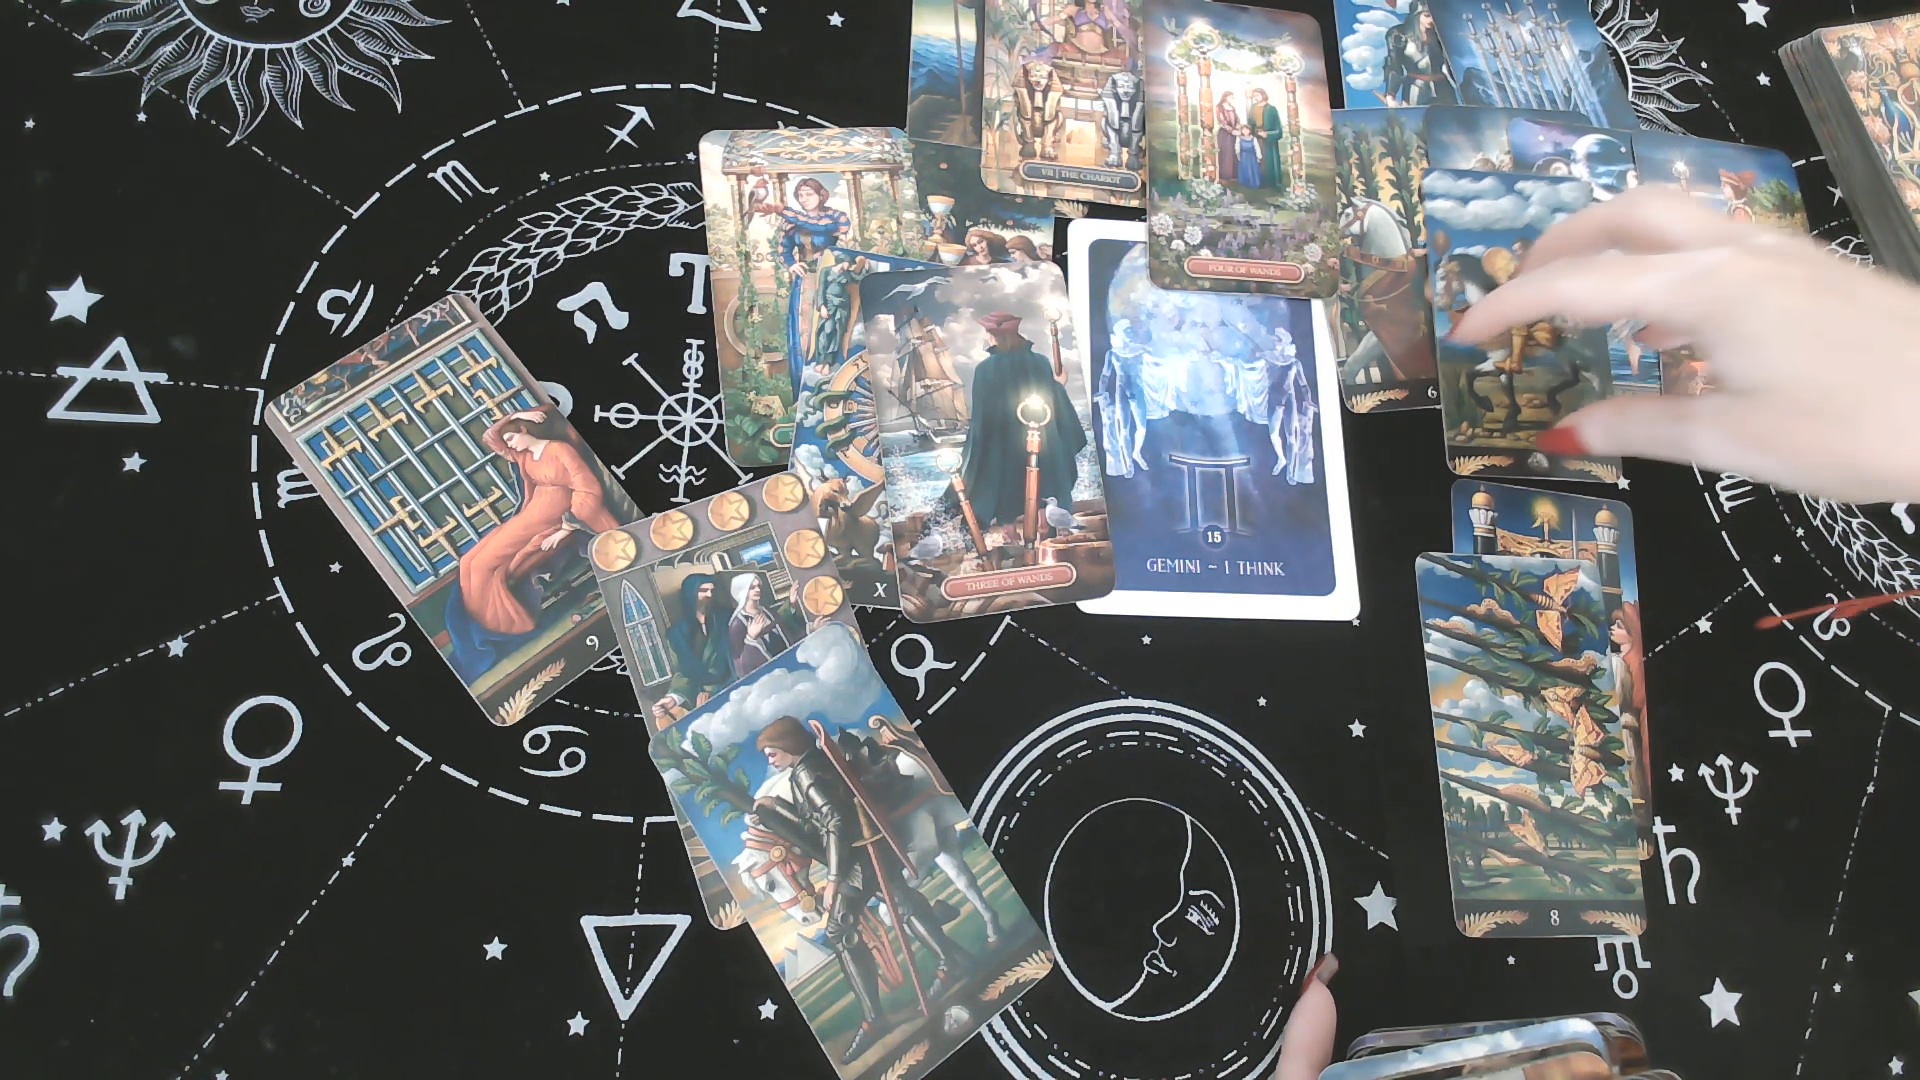 VII | THE CHARIOT
FOUR OF WANDS
6
9
X
THREE OF WANDS
15
GEMINI ~ I THINK
8